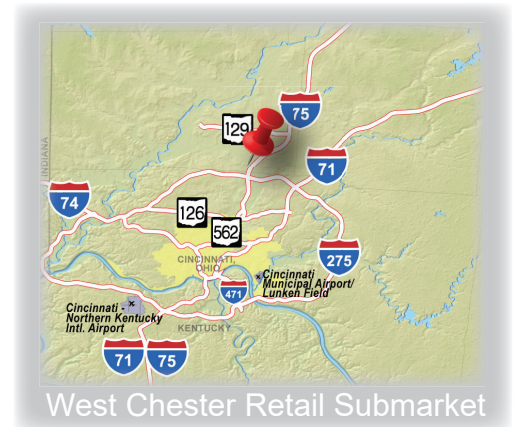 75
129
71
INDIANA
74
126
562
CINCINNATI,
OHIO
275
Cincinnati
Municipal Airport/
Lunken Field
471
Cincinnati -
Northern Kentucky
Intl. Airport
KENTUCKY
71
75
West Chester Retail Submarket